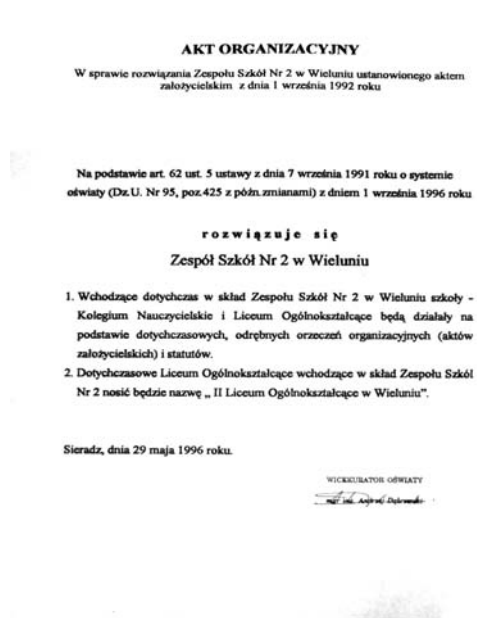 AKT ORGANIZACYJNY
W sprawie rozwiązania Zespołu Szkół Nr 2 w Wieluniu ustanowionego aktem
założycielskim z dnia 1 września 1992 roku
Na podstawie art. 62 ust. 5 ustawy z dnia 7 września 1991 roku o systemie
oświaty (Dz.U. Nr 95, poz.425 z późn.zmianami) z dniem 1 września 1996 roku
rozwiązuje się
Zespół Szkół Nr 2 w Wieluniu
1. Wchodzące dotychczas w skład Zespołu Szkół Nr 2 w Wieluniu szkoły -
Kolegium Nauczycielskie i Liceum Ogólnokształcące będą działały na
podstawie dotychczasowych, odrębnych orzeczeń organizacyjnych (aktów
założycielskich) i statutów.
2. Dotychczasowe Liceum Ogólnokształcące wchodzące w skład Zespołu Szkół
Nr 2 nosić będzie nazwę „ II Liceum Ogólnokształcące w Wieluniu”.
Sieradz, dnia 29 maja 1996 roku.
WICEKURATOR OŚWIATY